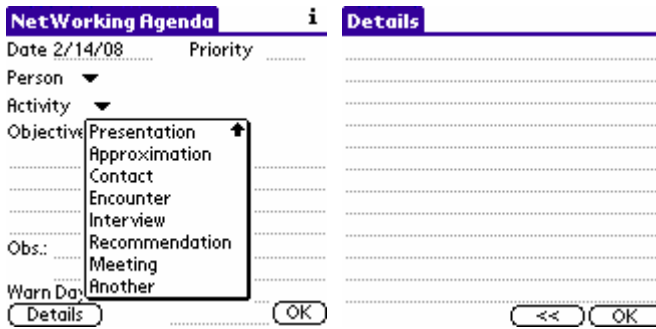 NetWorking Agenda i
Date 2/14/08 Priority
Person
Activity
Objective
Presentation
Approximation
Contact
Encounter
Interview
Recommendation
Meeting
Another
Obs.:
Warn Day
Details OK
Details
<< OK